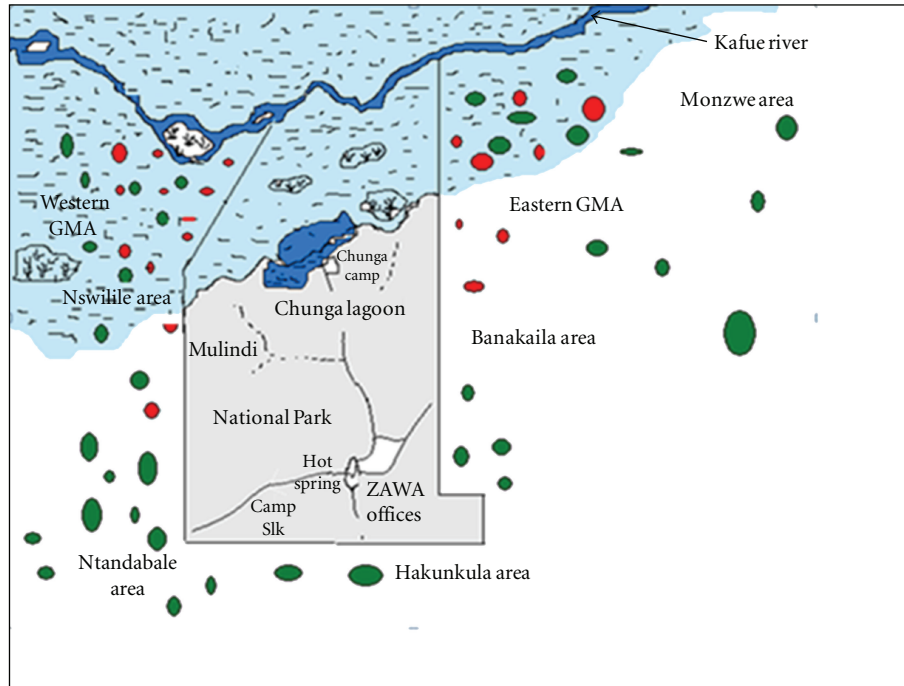 Kafue river
Monzwe area
Western
GMA
Eastern GMA
Chunga
camp
Nswilile area
Chunga lagoon
Mulindi
Banakaila area
National Park
Hot
spring
ZAWA
offices
Camp
Slk
Ntandabale
area
Hakunkula area